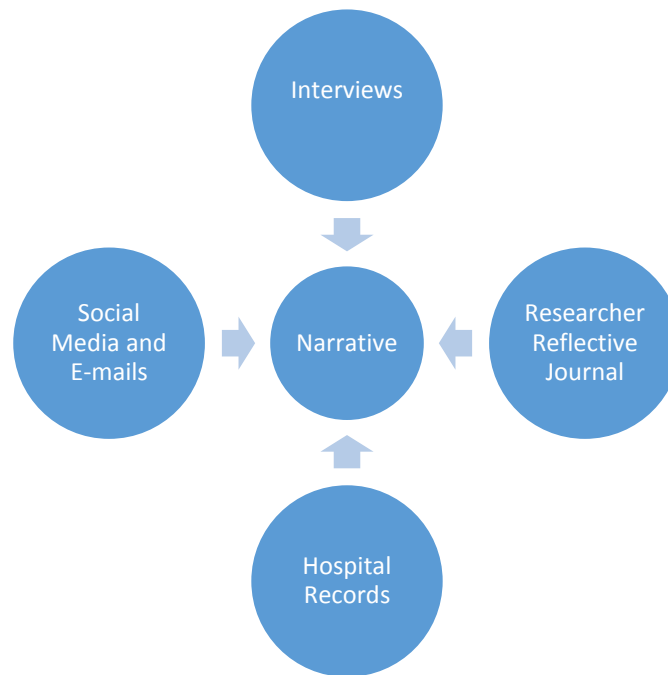 Interviews
Social
Media and
E-mails
Narrative
Researcher
Reflective
Journal
Hospital
Records